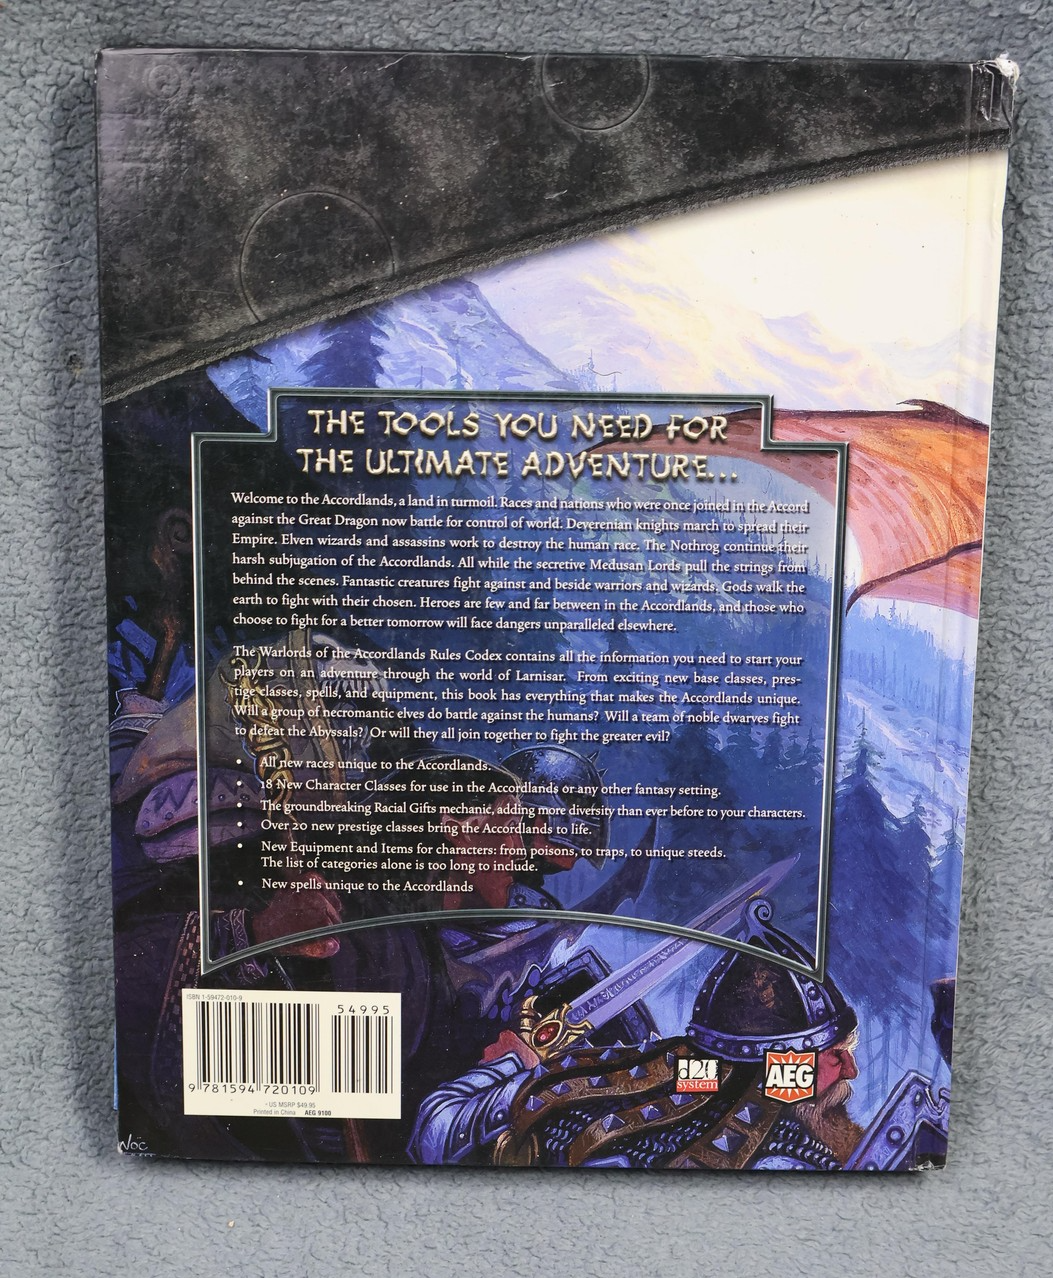 THE TOOLS YOU NEED FOR
THE ULTIMATE ADVENTURE...
Welcome to the Accordlands, a land in turmoil. Races and nations who were once joined in the Accord
against the Great Dragon now battle for control of world. Deverenian knights march to spread their
Empire. Elven wizards and assassins work to destroy the human race. The Nothrog continue their
harsh subjugation of the Accordlands. All while the secretive Medusan Lords pull the strings from
behind the scenes. Fantastic creatures fight against and beside warriors and wizards. Gods walk the
earth to fight with their chosen. Heroes are few and far between in the Accordlands, and those who
choose to fight for a better tomorrow will face dangers unparalleled elsewhere.
The Warlords of the Accordlands Rules Codex contains all the information you need to start your
players on an adventure through the world of Larnisar. From exciting new base classes, pres-
tige classes, spells, and equipment, this book has everything that makes the Accordlands unique.
Will a group of necromantic elves do battle against the humans? Will a team of noble dwarves fight
to defeat the Abyssals? Or will they all join together to fight the greater evil?
• All new races unique to the Accordlands.
• 18 New Character Classes for use in the Accordlands or any other fantasy setting.
• The groundbreaking Racial Gifts mechanic, adding more diversity than ever before to your characters.
• Over 20 new prestige classes bring the Accordlands to life.
• New Equipment and Items for characters: from poisons, to traps, to unique steeds.
The list of categories alone is too long to include.
• New spells unique to the Accordlands
ISBN 1-59472-010-9
54995
9 781594 720109
US MSRP $49.95
Printed in China AEG 9100
d20
system
AEG
NOC